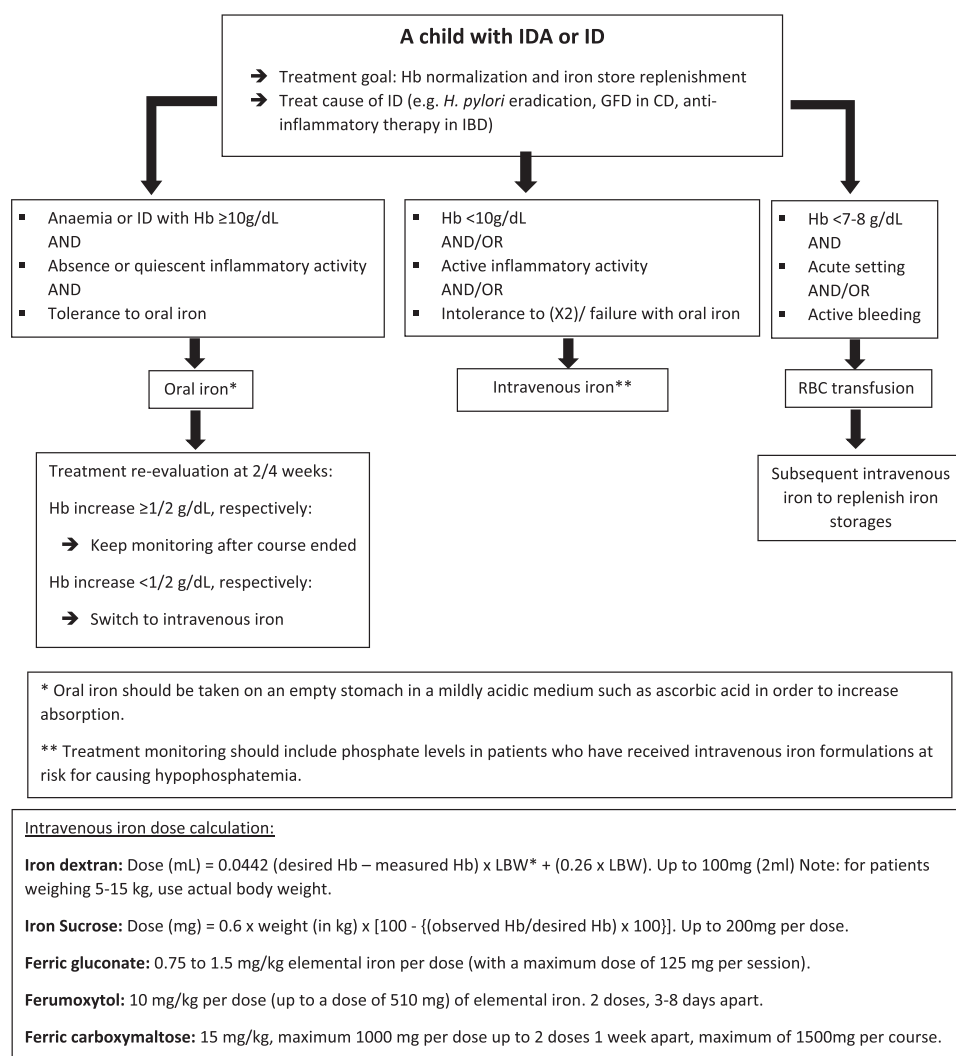 A child with IDA or ID
➔ Treatment goal: Hb normalization and iron store replenishment
➔ Treat cause of ID (e.g. H. pylori eradication, GFD in CD, anti-
inflammatory therapy in IBD)
▪ Anaemia or ID with Hb ≥10g/dL
AND
▪ Absence or quiescent inflammatory activity
AND
▪ Tolerance to oral iron
▪ Hb <10g/dL
AND/OR
▪ Active inflammatory activity
AND/OR
▪ Intolerance to (X2)/ failure with oral iron
▪ Hb <7-8 g/dL
AND
▪ Acute setting
AND/OR
▪ Active bleeding
Oral iron*
Intravenous iron**
RBC transfusion
Treatment re-evaluation at 2/4 weeks:
Hb increase ≥1/2 g/dL, respectively:
➔ Keep monitoring after course ended
Hb increase <1/2 g/dL, respectively:
➔ Switch to intravenous iron
Subsequent intravenous
iron to replenish iron
storages
* Oral iron should be taken on an empty stomach in a mildly acidic medium such as ascorbic acid in order to increase
absorption.
** Treatment monitoring should include phosphate levels in patients who have received intravenous iron formulations at
risk for causing hypophosphatemia.
Intravenous iron dose calculation:
Iron dextran: Dose (mL) = 0.0442 (desired Hb – measured Hb) x LBW* + (0.26 x LBW). Up to 100mg (2ml) Note: for patients
weighing 5-15 kg, use actual body weight.
Iron Sucrose: Dose (mg) = 0.6 x weight (in kg) x [100 - {(observed Hb/desired Hb) x 100}]. Up to 200mg per dose.
Ferric gluconate: 0.75 to 1.5 mg/kg elemental iron per dose (with a maximum dose of 125 mg per session).
Ferumoxytol: 10 mg/kg per dose (up to a dose of 510 mg) of elemental iron. 2 doses, 3-8 days apart.
Ferric carboxymaltose: 15 mg/kg, maximum 1000 mg per dose up to 2 doses 1 week apart, maximum of 1500mg per course.